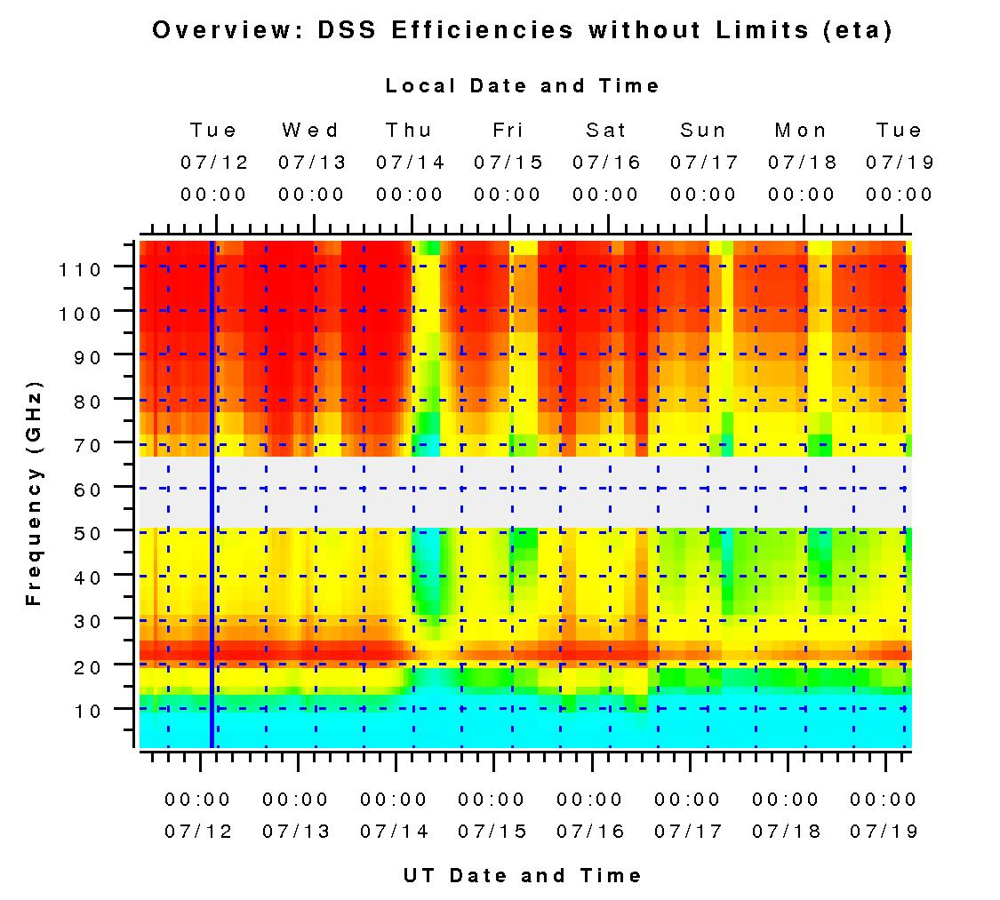 Overview: DSS Efficiencies without Limits (eta)
Local Date and Time
Tue Wed Thu Fri Sat Sun Mon Tue
07/12 07/13 07/14 07/15 07/16 07/17 07/18 07/19
00:00 00:00 00:00 00:00 00:00 00:00 00:00 00:00
110
100
90
80
70
60
50
40
30
20
10
Frequency (GHz)
00:00 00:00 00:00 00:00 00:00 00:00 00:00 00:00
07/12 07/13 07/14 07/15 07/16 07/17 07/18 07/19
UT Date and Time